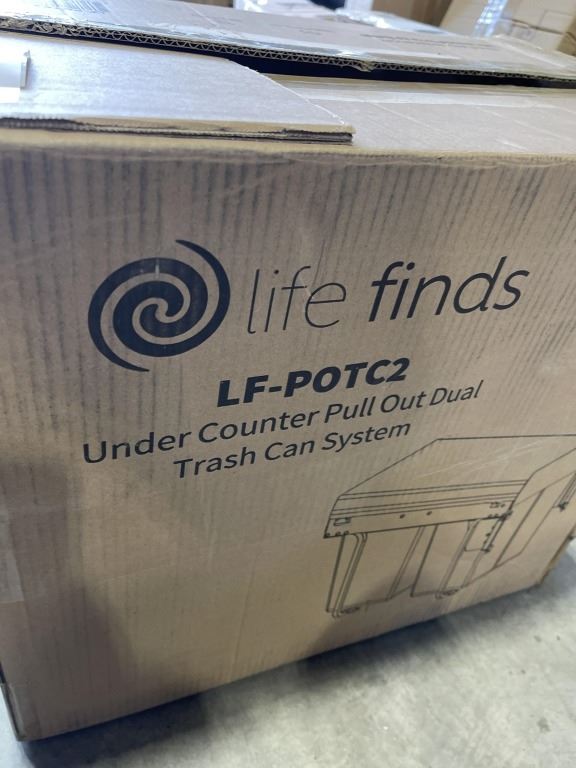 life finds
LF-POTC2
Under Counter Pull Out Dual
Trash Can System